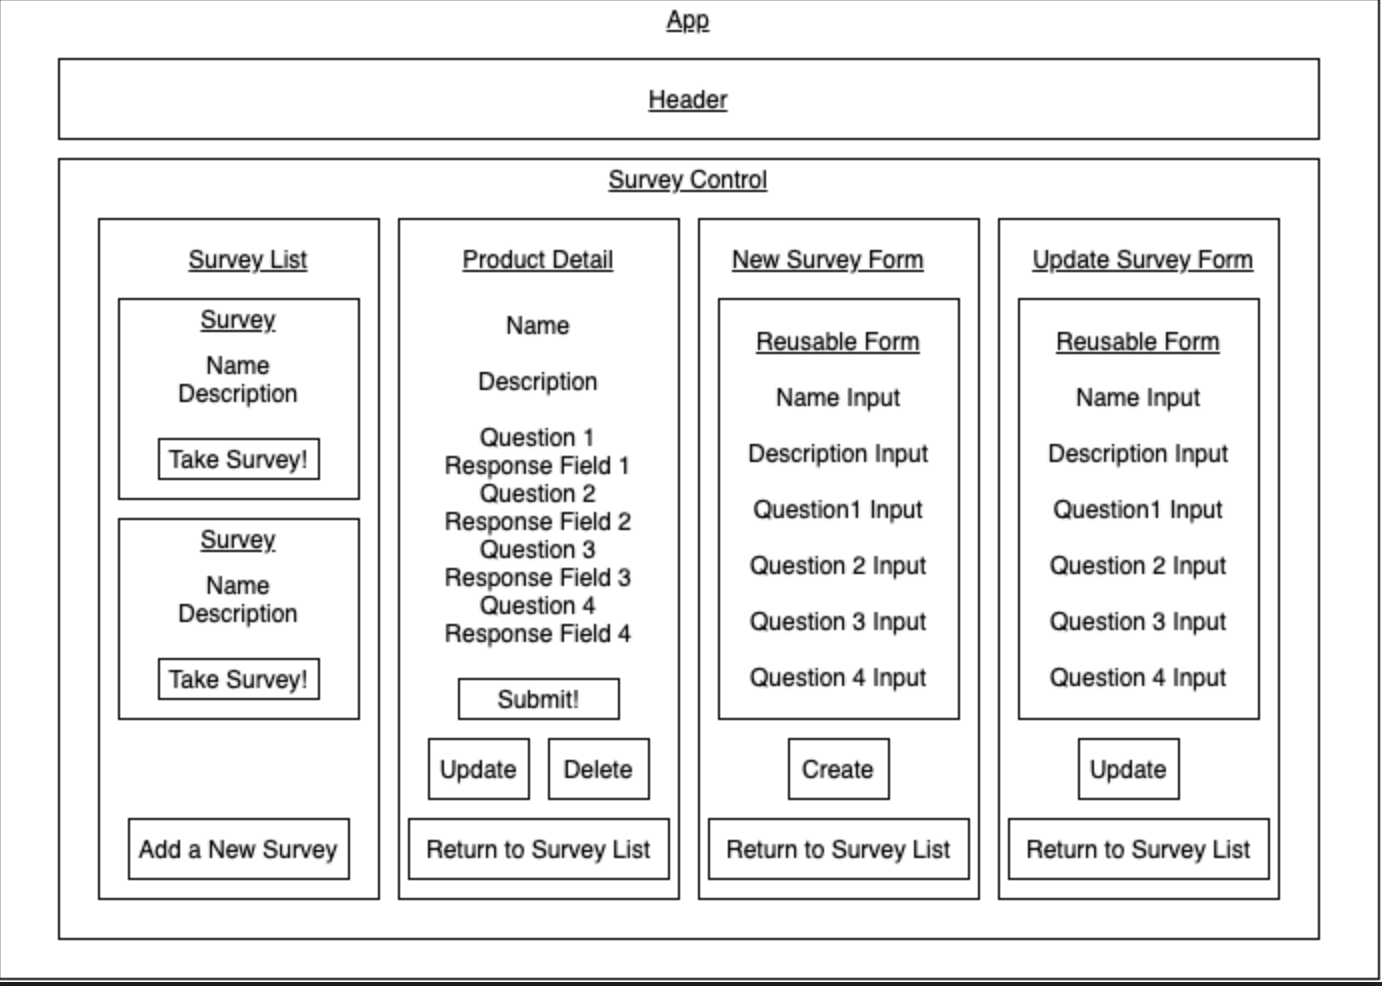 App
Header
Survey Control
Survey List
Survey
Name
Description
Take Survey!
Survey
Name
Description
Take Survey!
Add a New Survey
Product Detail
Name
Description
Question 1
Response Field 1
Question 2
Response Field 2
Question 3
Response Field 3
Question 4
Response Field 4
Submit!
Update
Delete
Return to Survey List
New Survey Form
Reusable Form
Name Input
Description Input
Question1 Input
Question 2 Input
Question 3 Input
Question 4 Input
Create
Return to Survey List
Update Survey Form
Reusable Form
Name Input
Description Input
Question1 Input
Question 2 Input
Question 3 Input
Question 4 Input
Update
Return to Survey List